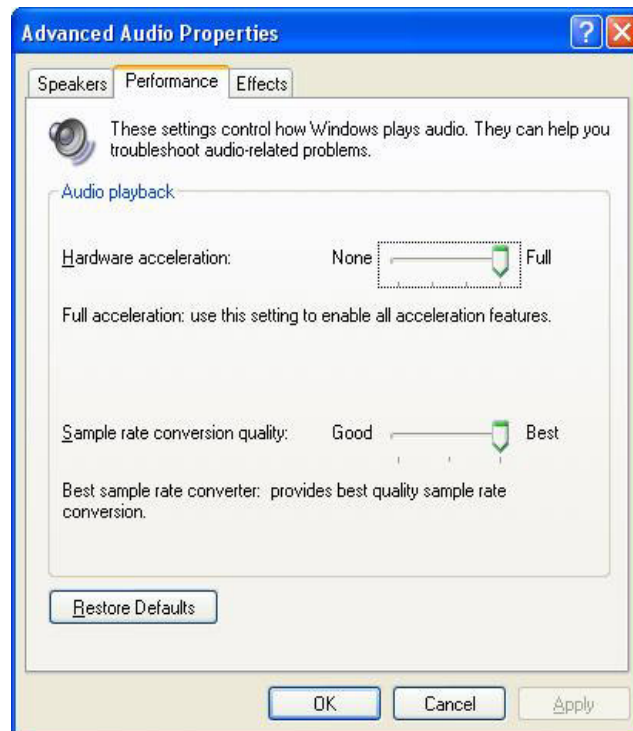 Advanced Audio Properties
Speakers Performance Effects
These settings control how Windows plays audio. They can help you
troubleshoot audio-related problems.
Audio playback
Hardware acceleration: None Full
Full acceleration: use this setting to enable all acceleration features.
Sample rate conversion quality: Good Best
Best sample rate converter: provides best quality sample rate
conversion.
Restore Defaults
OK Cancel Apply